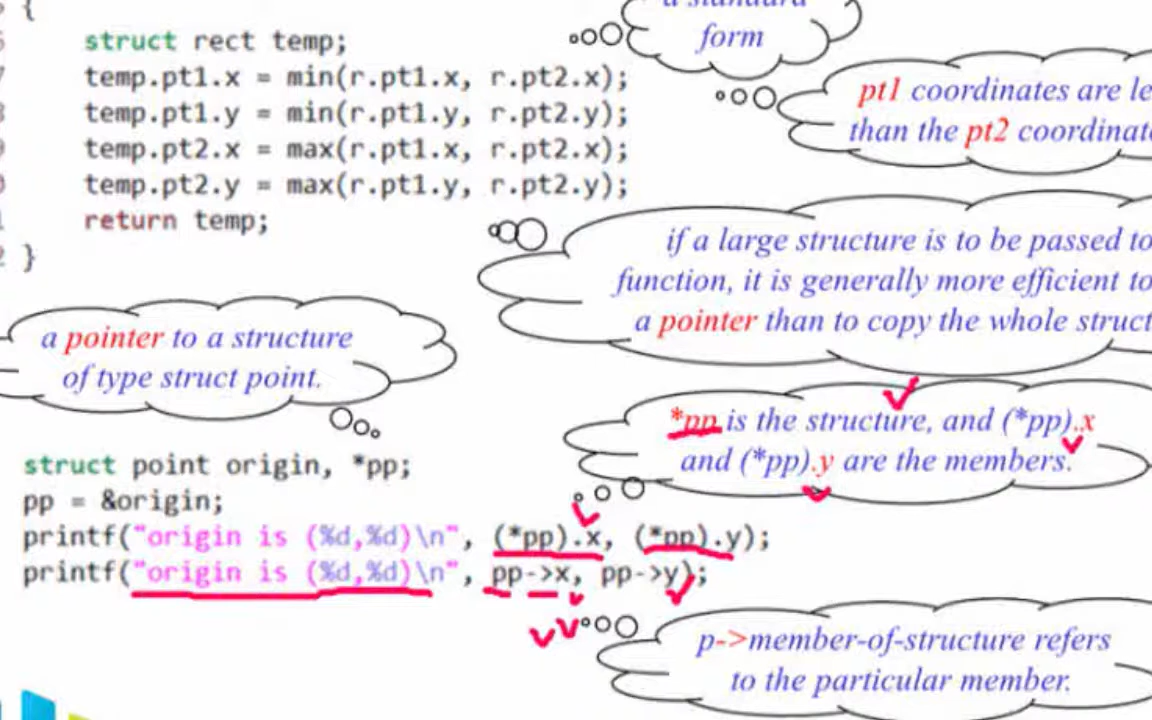 {
struct rect temp;
temp.pt1.x = min(r.pt1.x, r.pt2.x);
temp.pt1.y = min(r.pt1.y, r.pt2.y);
temp.pt2.x = max(r.pt1.x, r.pt2.x);
temp.pt2.y = max(r.pt1.y, r.pt2.y);
return temp;
}
a standard
form
pt1 coordinates are le
than the pt2 coordinat
if a large structure is to be passed to
function, it is generally more efficient to
a pointer than to copy the whole struct
a pointer to a structure
of type struct point.
*pp is the structure, and (*pp).x
and (*pp).y are the members.
struct point origin, *pp;
pp = &origin;
printf("origin is (%d,%d)\n", (*pp).x, (*pp).y);
printf("origin is (%d,%d)\n", pp->x, pp->y);
p->member-of-structure refers
to the particular member.